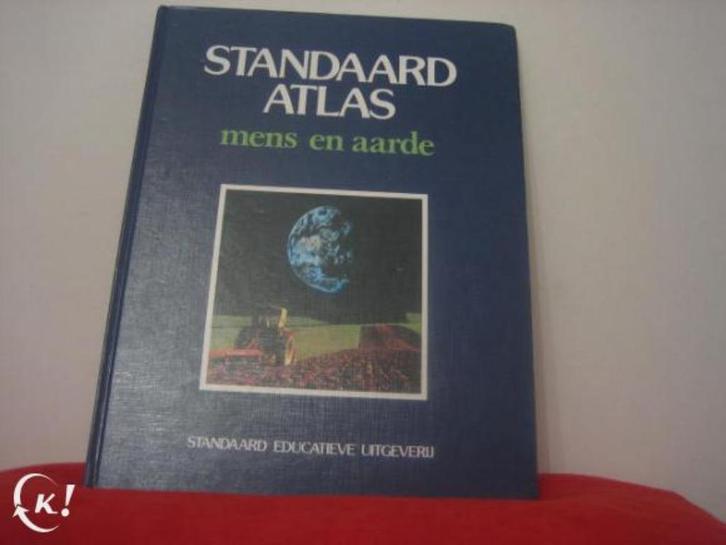 STANDAARD
ATLAS
mens en aarde
STANDAARD EDUCATIEVE UITGEVERIJ
K!